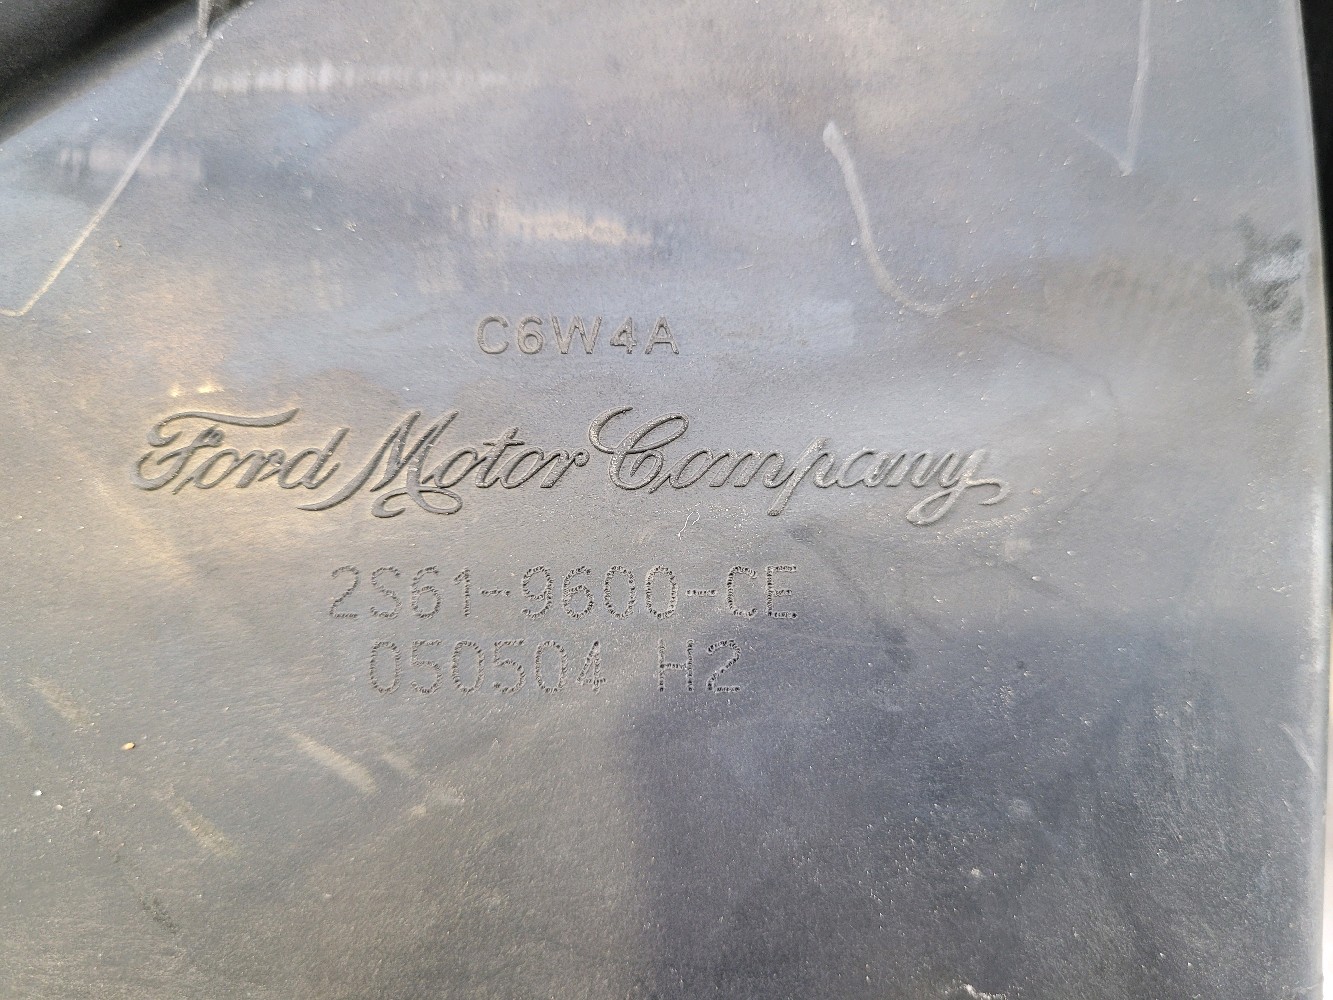 C6W4A
Ford Motor Company
2S61-9600-CE
050504 H2